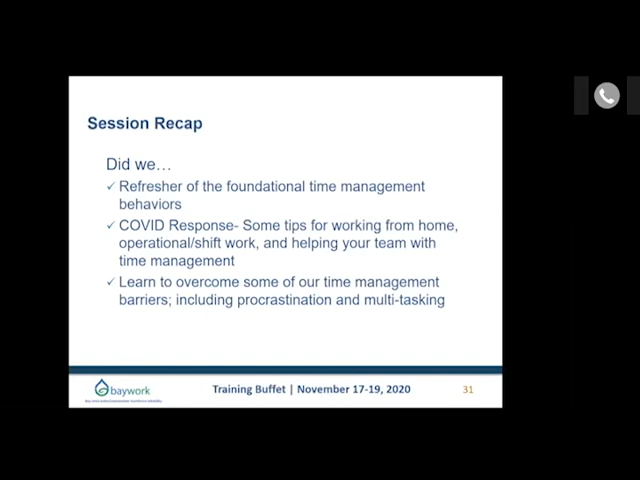 Session Recap
Did we…
✓ Refresher of the foundational time management
behaviors
✓ COVID Response- Some tips for working from home,
operational/shift work, and helping your team with
time management
✓ Learn to overcome some of our time management
barriers; including procrastination and multi-tasking
baywork
Training Buffet | November 17-19, 2020
31